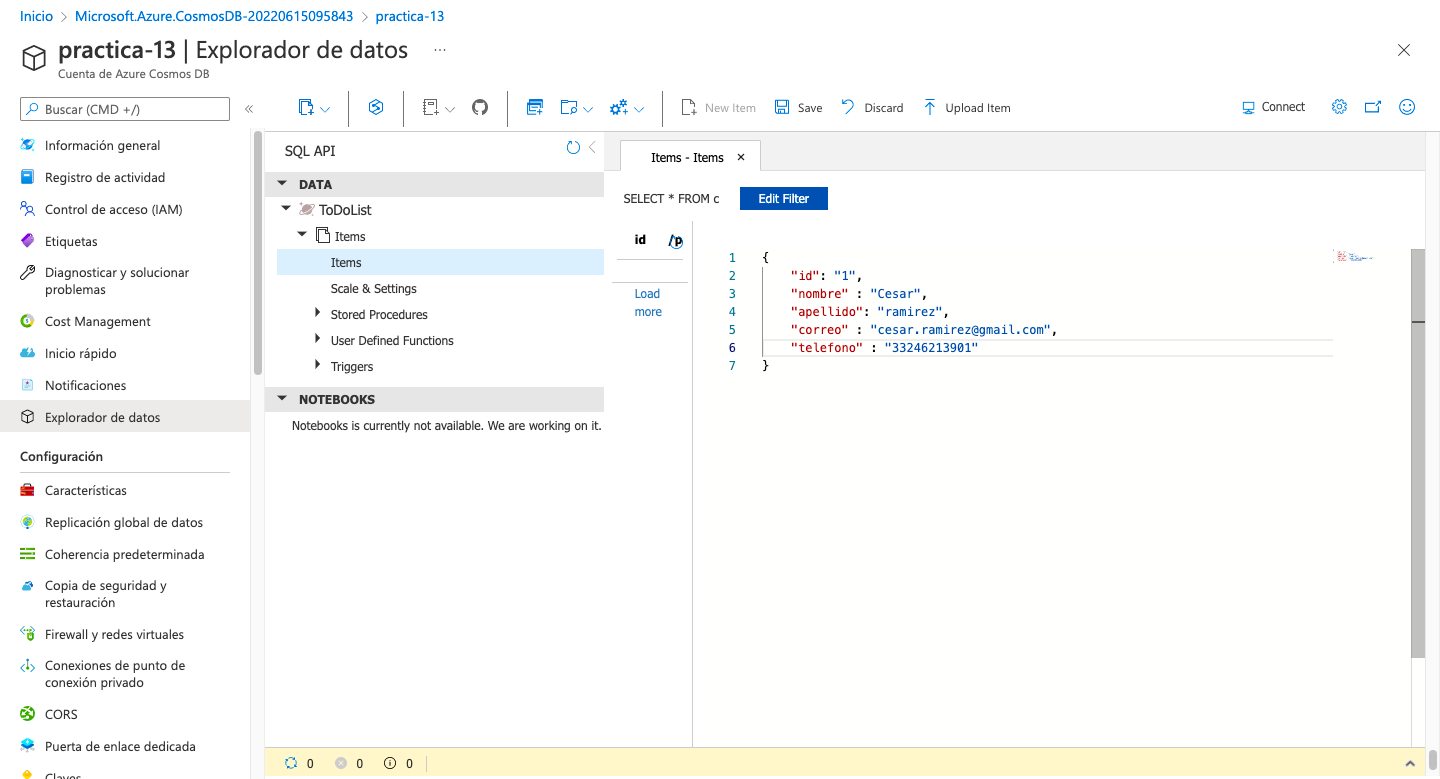 Inicio > Microsoft.Azure.CosmosDB-20220615095843 > practica-13
practica-13 | Explorador de datos ...
Cuenta de Azure Cosmos DB
Buscar (CMD +/)
«
New Item
Save
Discard
Upload Item
Connect
Información general
Registro de actividad
Control de acceso (IAM)
Etiquetas
Diagnosticar y solucionar
problemas
Cost Management
Inicio rápido
Notificaciones
Explorador de datos
Configuración
Características
Replicación global de datos
Coherencia predeterminada
Copia de seguridad y
restauración
Firewall y redes virtuales
Conexiones de punto de
conexión privado
CORS
Puerta de enlace dedicada
Claves
SQL API
DATA
ToDoList
Items
Items
Scale & Settings
Stored Procedures
User Defined Functions
Triggers
NOTEBOOKS
Notebooks is currently not available. We are working on it.
Items - Items
SELECT * FROM c
Edit Filter
id /p
Load
more
1 {
2 "id": "1",
3 "nombre" : "Cesar",
4 "apellido": "ramirez",
5 "correo" : "cesar.ramirez@gmail.com",
6 "telefono" : "33246213901"
7 }
0 0 0